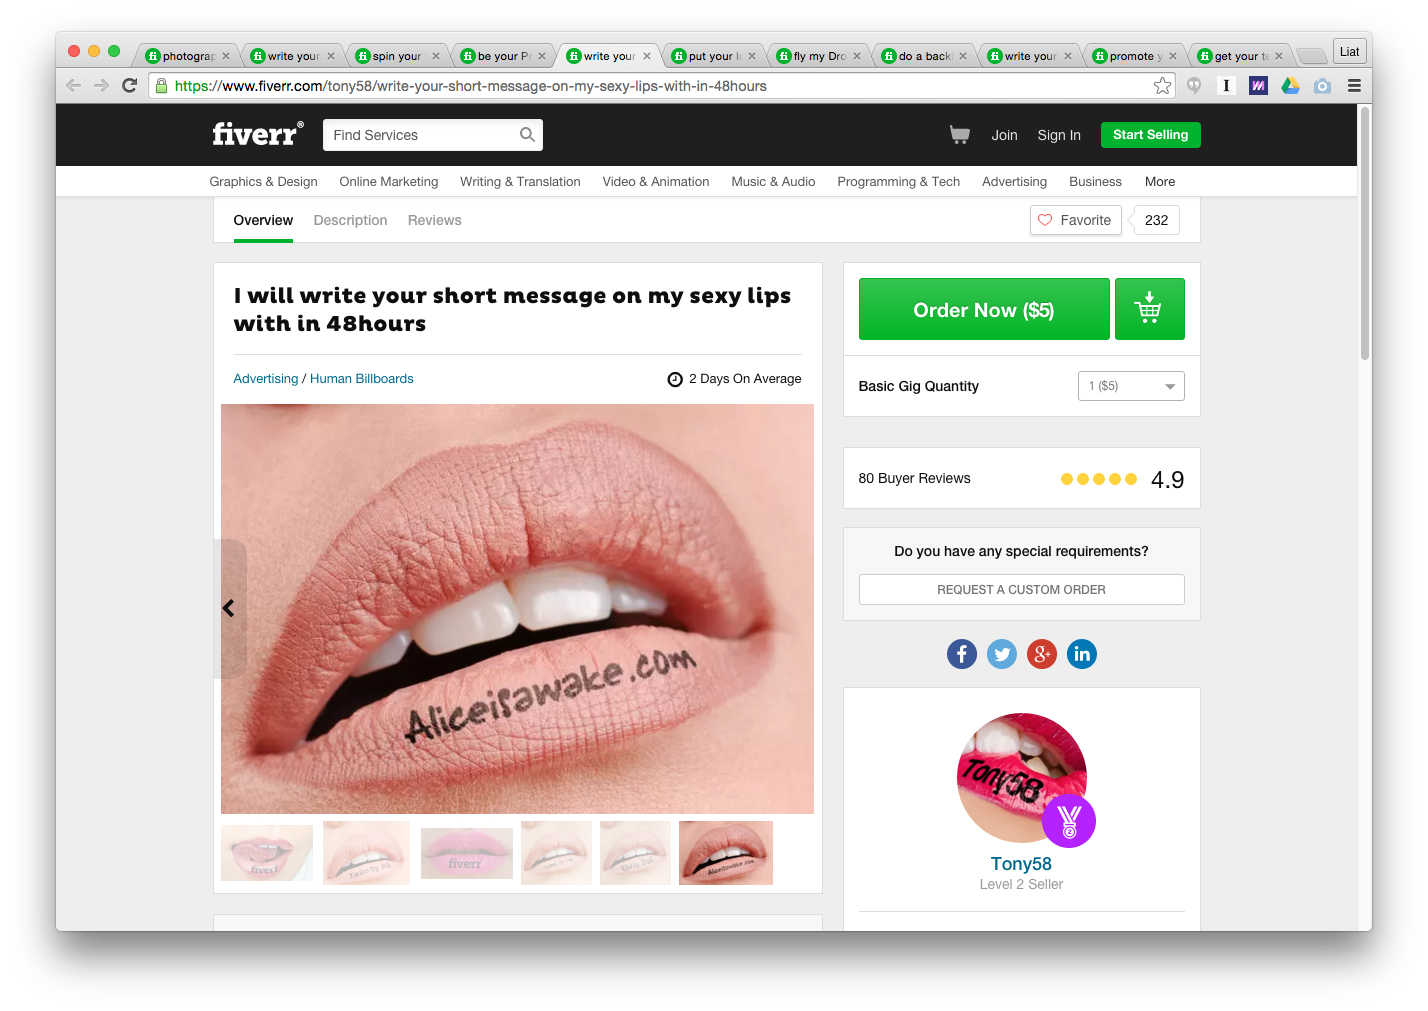 photograp
write your
spin your
be your P
write your
put your l
fly my Dro
do a back
write your
promote y
get your te
Liat
https://www.fiverr.com/tony58/write-your-short-message-on-my-sexy-lips-with-in-48hours
fiverr®
Find Services
Join
Sign In
Start Selling
Graphics & Design
Online Marketing
Writing & Translation
Video & Animation
Music & Audio
Programming & Tech
Advertising
Business
More
Overview
Description
Reviews
Favorite
232
I will write your short message on my sexy lips
with in 48hours
Advertising / Human Billboards
2 Days On Average
Aliceisawake.com
fiverr
fiverr
Aliceisawake.com
Order Now ($5)
Basic Gig Quantity
1 ($5)
80 Buyer Reviews
4.9
Do you have any special requirements?
REQUEST A CUSTOM ORDER
Tony58
2
Tony58
Level 2 Seller